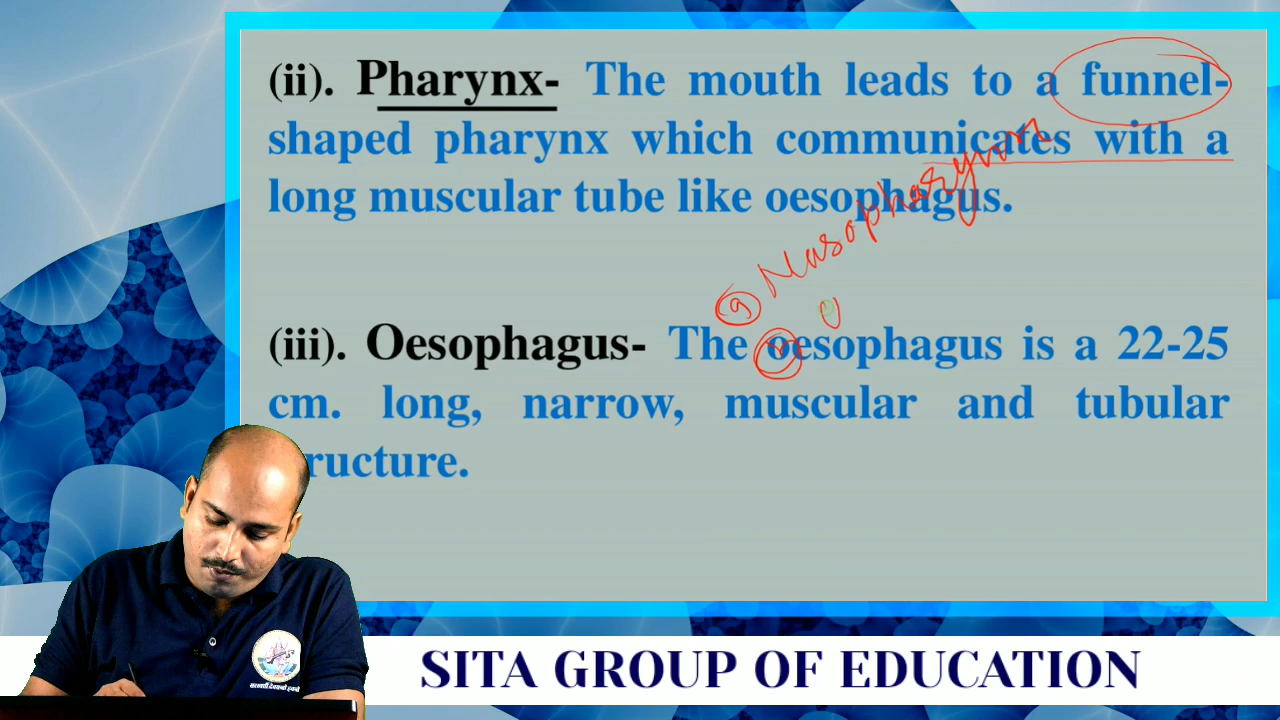 (ii). Pharynx- The mouth leads to a funnel-
shaped pharynx which communicates with a
long muscular tube like oesophagus.
Nasopharynx
(iii). Oesophagus- The oesophagus is a 22-25
cm. long, narrow, muscular and tubular
tructure.
SITA GROUP OF EDUCATION